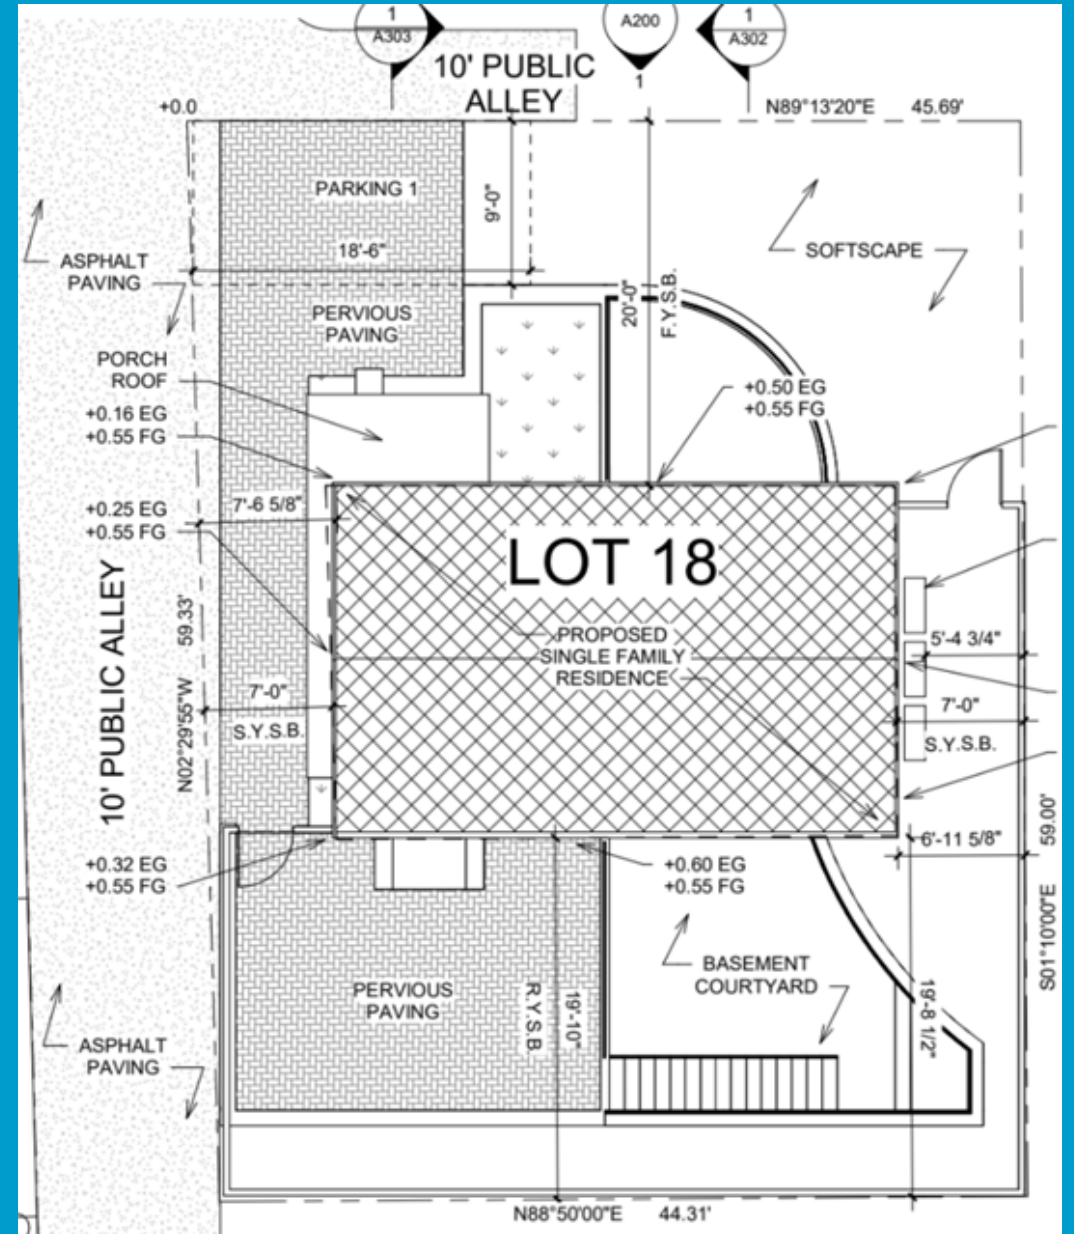 1
A303
A200
1
1
A302
10' PUBLIC
ALLEY
+0.0
N89°13'20"E 45.69'
PARKING 1
9'-0"
18'-6"
SOFTSCAPE
ASPHALT
PAVING
PERVIOUS
PAVING
20'-0"
F.Y.S.B.
PORCH
ROOF
+0.16 EG
+0.55 FG
+0.50 EG
+0.55 FG
7'-6 5/8"
+0.25 EG
+0.55 FG
LOT 18
PROPOSED
SINGLE FAMILY
RESIDENCE
10' PUBLIC ALLEY
N02°29'55"W 59.33'
7'-0"
S.Y.S.B.
5'-4 3/4"
7'-0"
S.Y.S.B.
6'-11 5/8"
S01°10'00"E 59.00'
+0.32 EG
+0.55 FG
+0.60 EG
+0.55 FG
BASEMENT
COURTYARD
PERVIOUS
PAVING
R.Y.S.B.
19'-10"
19'-8 1/2"
ASPHALT
PAVING
N88°50'00"E 44.31'